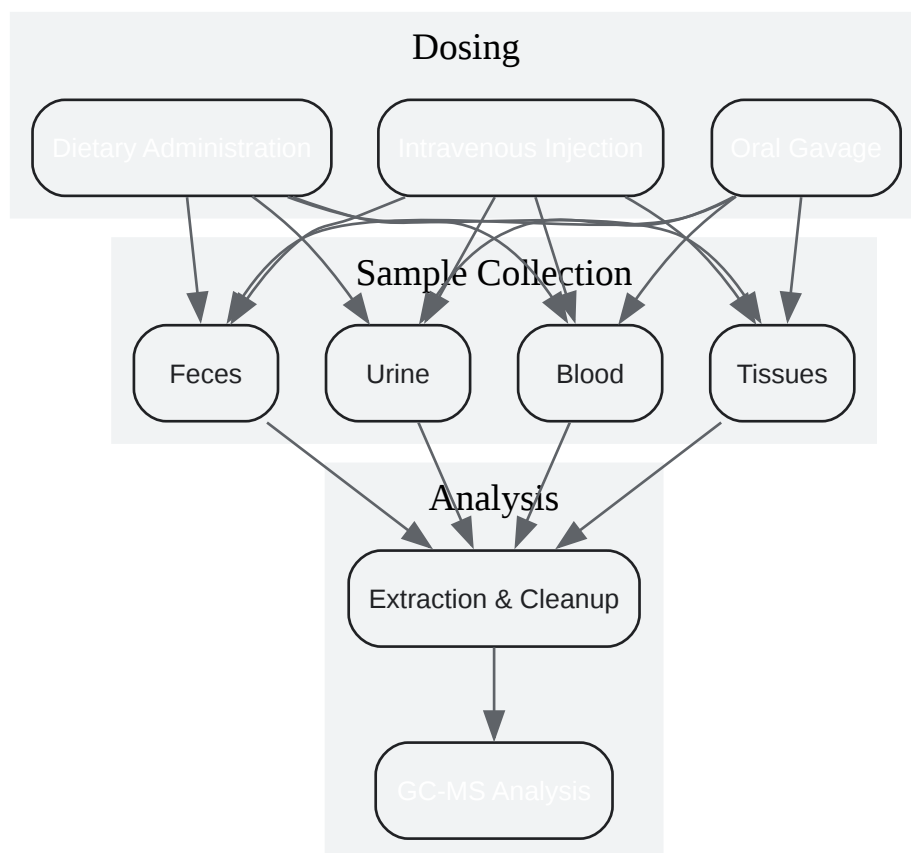 Dosing
Dietary Administration
Intravenous Injection
Oral Gavage
Sample Collection
Feces
Urine
Blood
Tissues
Analysis
Extraction & Cleanup
GC-MS Analysis